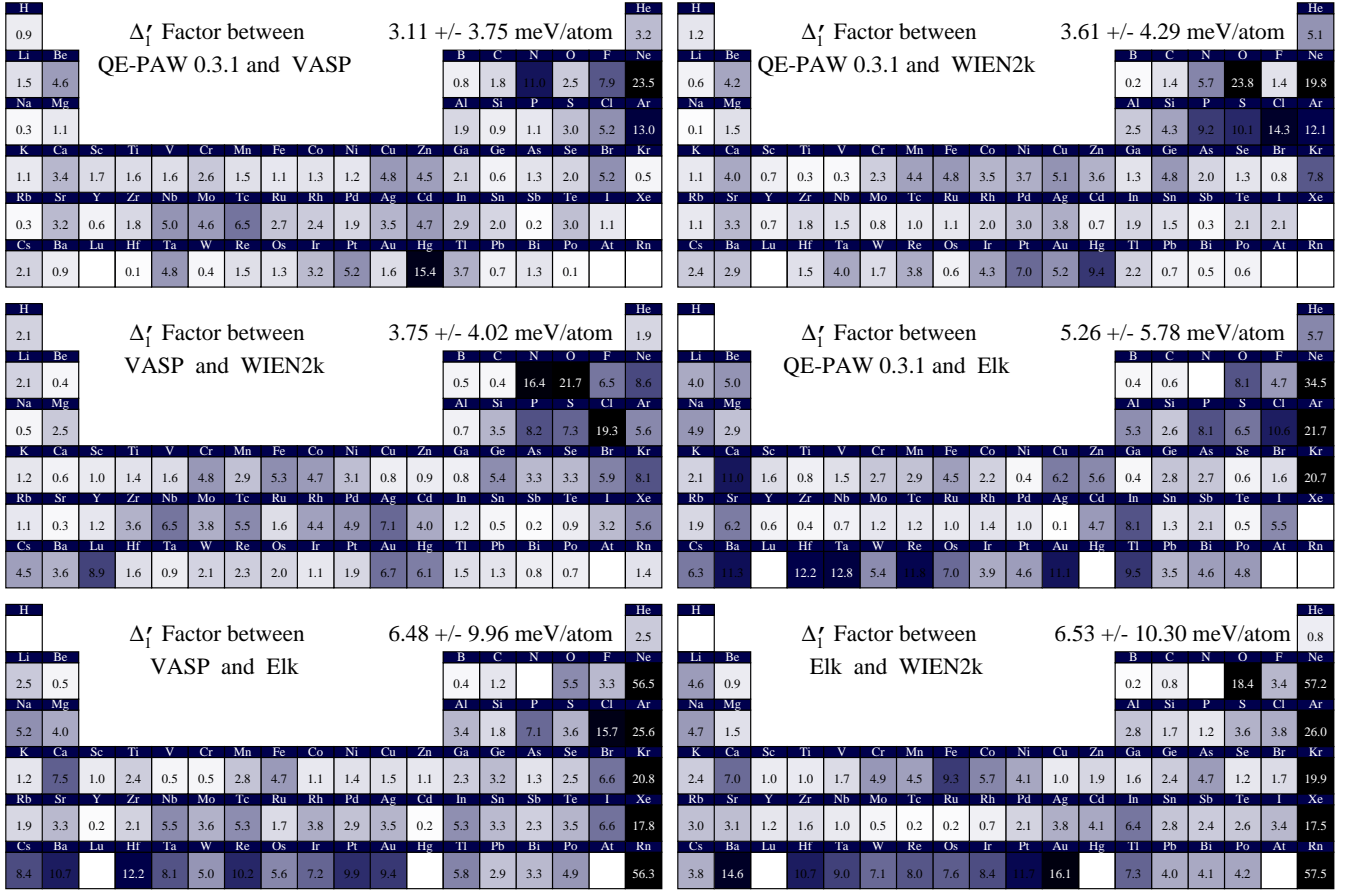 H He
0.9 Δ₁′ Factor between 3.11 +/- 3.75 meV/atom 3.2
Li Be QE-PAW 0.3.1 and VASP B C N O F Ne
1.5 4.6 0.8 1.8 11.0 2.5 7.9 23.5
Na Mg Al Si P S Cl Ar
0.3 1.1 1.9 0.9 1.1 3.0 5.2 13.0
K Ca Sc Ti V Cr Mn Fe Co Ni Cu Zn Ga Ge As Se Br Kr
1.1 3.4 1.7 1.6 1.6 2.6 1.5 1.1 1.3 1.2 4.8 4.5 2.1 0.6 1.3 2.0 5.2 0.5
Rb Sr Y Zr Nb Mo Tc Ru Rh Pd Ag Cd In Sn Sb Te I Xe
0.3 3.2 0.6 1.8 5.0 4.6 6.5 2.7 2.4 1.9 3.5 4.7 2.9 2.0 0.2 3.0 1.1
Cs Ba Lu Hf Ta W Re Os Ir Pt Au Hg Tl Pb Bi Po At Rn
2.1 0.9 0.1 4.8 0.4 1.5 1.3 3.2 5.2 1.6 15.4 3.7 0.7 1.3 0.1
H He
1.2 Δ₁′ Factor between 3.61 +/- 4.29 meV/atom 5.1
Li Be QE-PAW 0.3.1 and WIEN2k B C N O F Ne
0.6 4.2 0.2 1.4 5.7 23.8 1.4 19.8
Na Mg Al Si P S Cl Ar
0.1 1.5 2.5 4.3 9.2 10.1 14.3 12.1
K Ca Sc Ti V Cr Mn Fe Co Ni Cu Zn Ga Ge As Se Br Kr
1.1 4.0 0.7 0.3 0.3 2.3 4.4 4.8 3.5 3.7 5.1 3.6 1.3 4.8 2.0 1.3 0.8 7.8
Rb Sr Y Zr Nb Mo Tc Ru Rh Pd Ag Cd In Sn Sb Te I Xe
1.1 3.3 0.7 1.8 1.5 0.8 1.0 1.1 2.0 3.0 3.8 0.7 1.9 1.5 0.3 2.1 2.1
Cs Ba Lu Hf Ta W Re Os Ir Pt Au Hg Tl Pb Bi Po At Rn
2.4 2.9 1.5 4.0 1.7 3.8 0.6 4.3 7.0 5.2 9.4 2.2 0.7 0.5 0.6
H He
2.1 Δ₁′ Factor between 3.75 +/- 4.02 meV/atom 1.9
Li Be VASP and WIEN2k B C N O F Ne
2.1 0.4 0.5 0.4 16.4 21.7 6.5 8.6
Na Mg Al Si P S Cl Ar
0.5 2.5 0.7 3.5 8.2 7.3 19.3 5.6
K Ca Sc Ti V Cr Mn Fe Co Ni Cu Zn Ga Ge As Se Br Kr
1.2 0.6 1.0 1.4 1.6 4.8 2.9 5.3 4.7 3.1 0.8 0.9 0.8 5.4 3.3 3.3 5.9 8.1
Rb Sr Y Zr Nb Mo Tc Ru Rh Pd Ag Cd In Sn Sb Te I Xe
1.1 0.3 1.2 3.6 6.5 3.8 5.5 1.6 4.4 4.9 7.1 4.0 1.2 0.5 0.2 0.9 3.2 5.6
Cs Ba Lu Hf Ta W Re Os Ir Pt Au Hg Tl Pb Bi Po At Rn
4.5 3.6 8.9 1.6 0.9 2.1 2.3 2.0 1.1 1.9 6.7 6.1 1.5 1.3 0.8 0.7 1.4
H He
Δ₁′ Factor between 5.26 +/- 5.78 meV/atom 5.7
Li Be QE-PAW 0.3.1 and Elk B C N O F Ne
4.0 5.0 0.4 0.6 8.1 4.7 34.5
Na Mg Al Si P S Cl Ar
4.9 2.9 5.3 2.6 8.1 6.5 10.6 21.7
K Ca Sc Ti V Cr Mn Fe Co Ni Cu Zn Ga Ge As Se Br Kr
2.1 11.0 1.6 0.8 1.5 2.7 2.9 4.5 2.2 0.4 6.2 5.6 0.4 2.8 2.7 0.6 1.6 20.7
Rb Sr Y Zr Nb Mo Tc Ru Rh Pd Ag Cd In Sn Sb Te I Xe
1.9 6.2 0.6 0.4 0.7 1.2 1.2 1.0 1.4 1.0 0.1 4.7 8.1 1.3 2.1 0.5 5.5
Cs Ba Lu Hf Ta W Re Os Ir Pt Au Hg Tl Pb Bi Po At Rn
6.3 11.3 12.2 12.8 5.4 11.8 7.0 3.9 4.6 11.1 9.5 3.5 4.6 4.8
H He
Δ₁′ Factor between 6.48 +/- 9.96 meV/atom 2.5
Li Be VASP and Elk B C N O F Ne
2.5 0.5 0.4 1.2 5.5 3.3 56.5
Na Mg Al Si P S Cl Ar
5.2 4.0 3.4 1.8 7.1 3.6 15.7 25.6
K Ca Sc Ti V Cr Mn Fe Co Ni Cu Zn Ga Ge As Se Br Kr
1.2 7.5 1.0 2.4 0.5 0.5 2.8 4.7 1.1 1.4 1.5 1.1 2.3 3.2 1.3 2.5 6.6 20.8
Rb Sr Y Zr Nb Mo Tc Ru Rh Pd Ag Cd In Sn Sb Te I Xe
1.9 3.3 0.2 2.1 5.5 3.6 5.3 1.7 3.8 2.9 3.5 0.2 5.3 3.3 2.3 3.5 6.6 17.8
Cs Ba Lu Hf Ta W Re Os Ir Pt Au Hg Tl Pb Bi Po At Rn
8.4 10.7 12.2 8.1 5.0 10.2 5.6 7.2 9.9 9.4 5.8 2.9 3.3 4.9 56.3
H He
Δ₁′ Factor between 6.53 +/- 10.30 meV/atom 0.8
Li Be Elk and WIEN2k B C N O F Ne
4.6 0.9 0.2 0.8 18.4 3.4 57.2
Na Mg Al Si P S Cl Ar
4.7 1.5 2.8 1.7 1.2 3.6 3.8 26.0
K Ca Sc Ti V Cr Mn Fe Co Ni Cu Zn Ga Ge As Se Br Kr
2.4 7.0 1.0 1.0 1.7 4.9 4.5 9.3 5.7 4.1 1.0 1.9 1.6 2.4 4.7 1.2 1.7 19.9
Rb Sr Y Zr Nb Mo Tc Ru Rh Pd Ag Cd In Sn Sb Te I Xe
3.0 3.1 1.2 1.6 1.0 0.5 0.2 0.2 0.7 2.1 3.8 4.1 6.4 2.8 2.4 2.6 3.4 17.5
Cs Ba Lu Hf Ta W Re Os Ir Pt Au Hg Tl Pb Bi Po At Rn
3.8 14.6 10.7 9.0 7.1 8.0 7.6 8.4 11.7 16.1 7.3 4.0 4.1 4.2 57.5